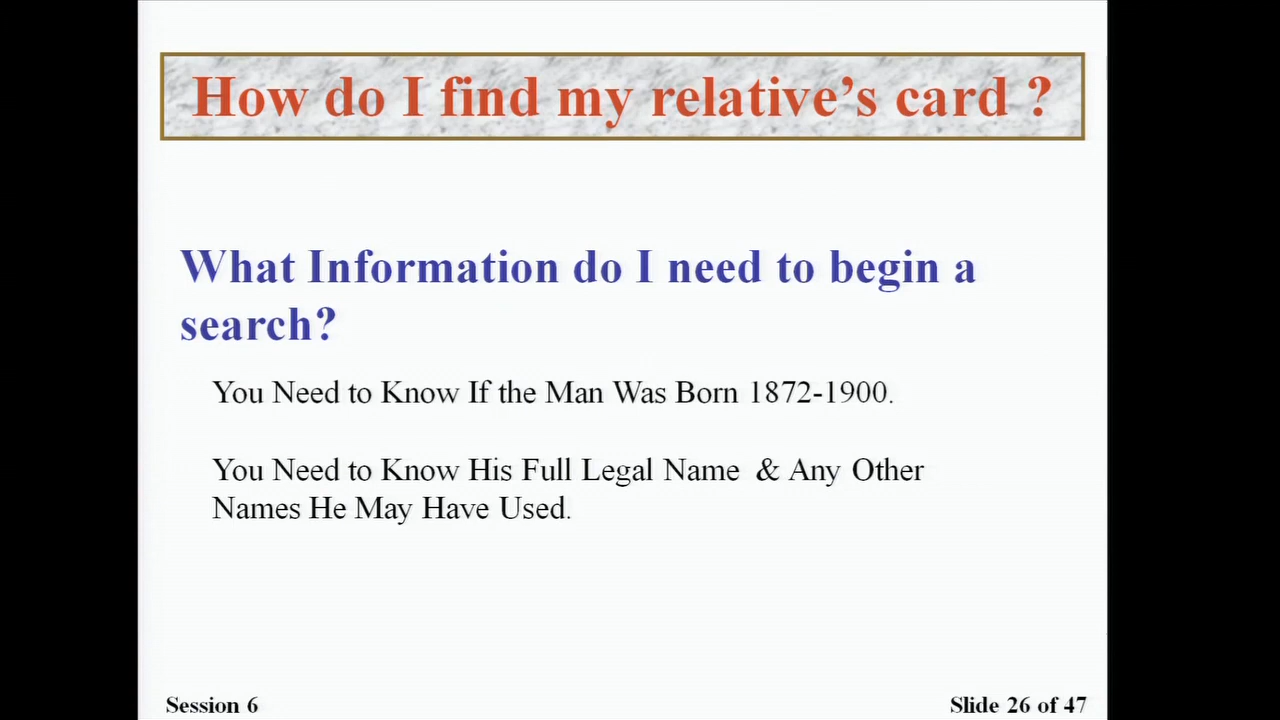 How do I find my relative’s card ?
What Information do I need to begin a
search?
You Need to Know If the Man Was Born 1872-1900.
You Need to Know His Full Legal Name & Any Other
Names He May Have Used.
Session 6
Slide 26 of 47